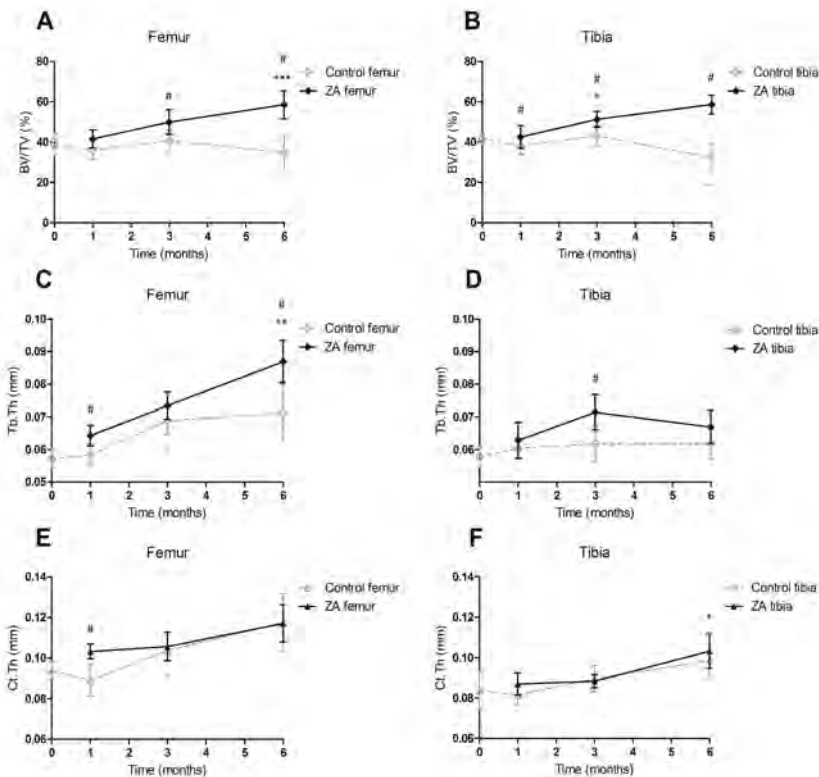 A
Femur
#
***
#
Control femur
ZA femur
BV/TV (%)
80
60
40
20
0
0 1 2 3 4 5 6
Time (months)
B
Tibia
#
#
*
#
Control tibia
ZA tibia
BV/TV (%)
80
60
40
20
0
0 1 2 3 4 5 6
Time (months)
C
Femur
#
**
#
Control femur
ZA femur
Tb.Th (mm)
0.10
0.09
0.08
0.07
0.06
0.05
0 1 2 3 4 5 6
Time (months)
D
Tibia
#
Control tibia
ZA tibia
Tb.Th (mm)
0.10
0.09
0.08
0.07
0.06
0.05
0 1 2 3 4 5 6
Time (months)
E
Femur
#
Control femur
ZA femur
Ct.Th (mm)
0.14
0.12
0.10
0.08
0.06
0 1 2 3 4 5 6
Time (months)
F
Tibia
*
Control tibia
ZA tibia
Ct.Th (mm)
0.14
0.12
0.10
0.08
0.06
0 1 2 3 4 5 6
Time (months)